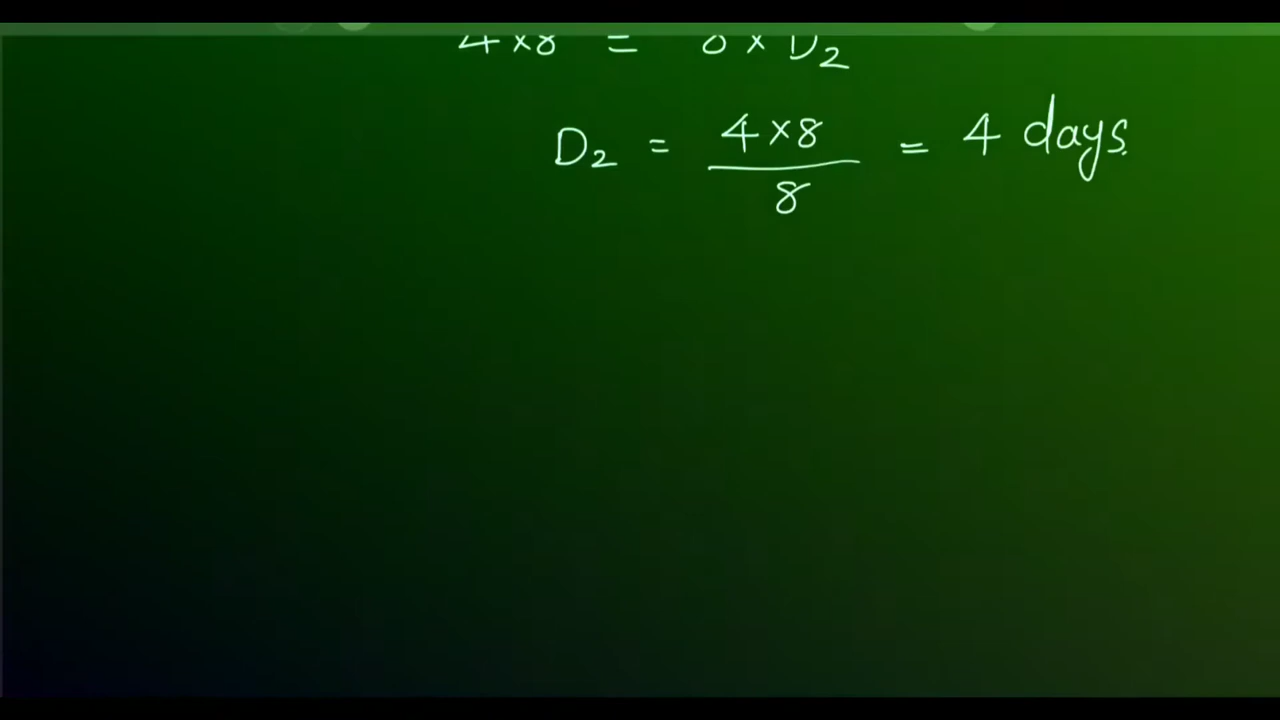 4 × 8 = 8 × D₂
D₂ = 4 × 8 / 8 = 4 days.